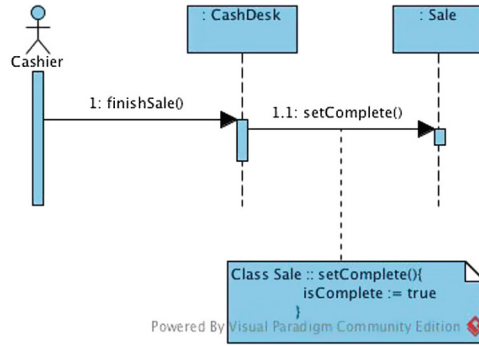 : CashDesk
: Sale
Cashier
1: finishSale()
1.1: setComplete()
Class Sale :: setComplete(){
isComplete := true
}
Powered By Visual Paradigm Community Edition